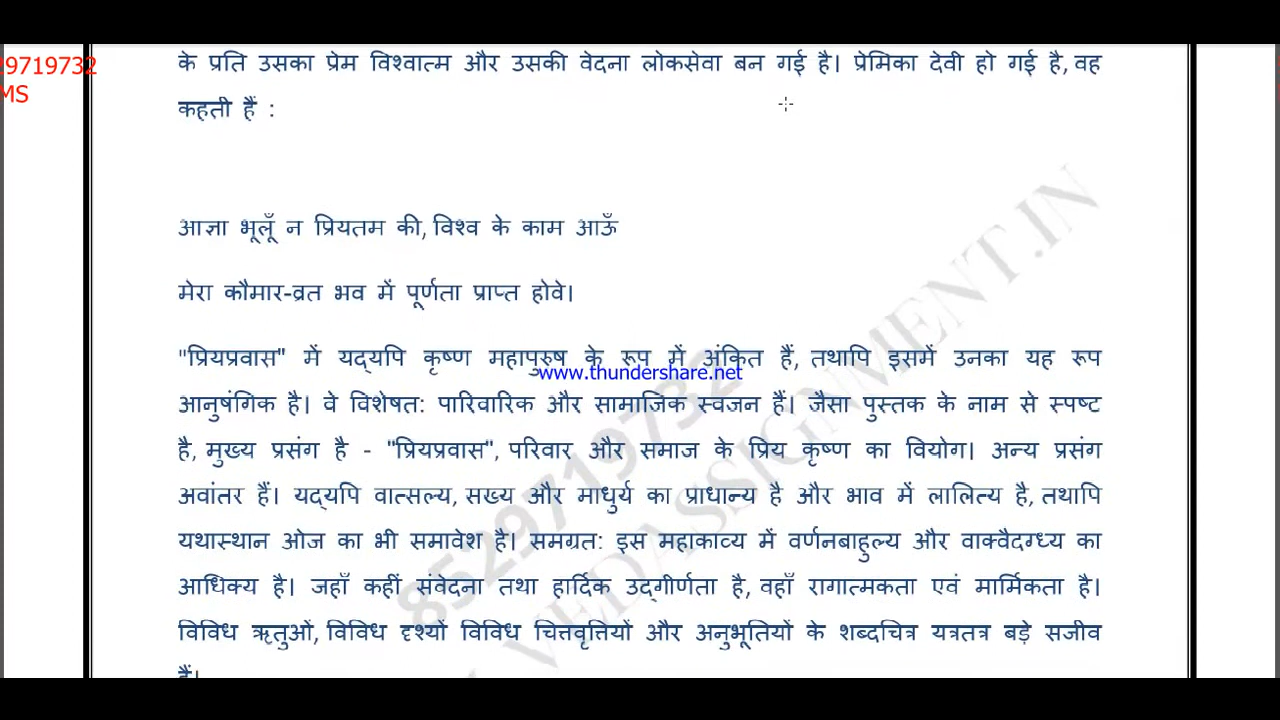 के प्रति उसका प्रेम विश्वात्म और उसकी वेदना लोकसेवा बन गई है। प्रेमिका देवी हो गई है, वह
29719732
MS
कहती हैं :
आज्ञा भूलूँ न प्रियतम की, विश्व के काम आऊँ
मेरा कौमार-व्रत भव में पूर्णता प्राप्त होवे।
"प्रियप्रवास" में यद्यपि कृष्ण महापुरुष के रूप में अंकित हैं, तथापि इसमें उनका यह रूप
www.thundershare.net
आनुषंगिक है। वे विशेषत: पारिवारिक और सामाजिक स्वजन हैं। जैसा पुस्तक के नाम से स्पष्ट
है, मुख्य प्रसंग है - "प्रियप्रवास", परिवार और समाज के प्रिय कृष्ण का वियोग। अन्य प्रसंग
अवांतर हैं। यद्यपि वात्सल्य, सख्य और माधुर्य का प्राधान्य है और भाव में लालित्य है, तथापि
यथास्थान ओज का भी समावेश है। समग्रत: इस महाकाव्य में वर्णनबाहुल्य और वाक्वैदग्ध्य का
आधिक्य है। जहाँ कहीं संवेदना तथा हार्दिक उद्गीर्णता है, वहाँ रागात्मकता एवं मार्मिकता है।
विविध ऋतुओं, विविध दृश्यों विविध चित्तवृत्तियों और अनुभूतियों के शब्दचित्र यत्रतत्र बड़े सजीव
हैं।
8529719732
VEDASSIGNMENT.IN